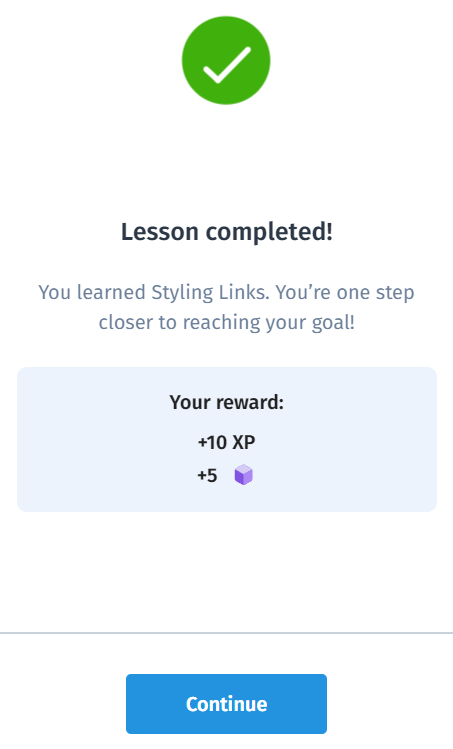 Lesson completed!
You learned Styling Links. You’re one step
closer to reaching your goal!
Your reward:
+10 XP
+5
Continue